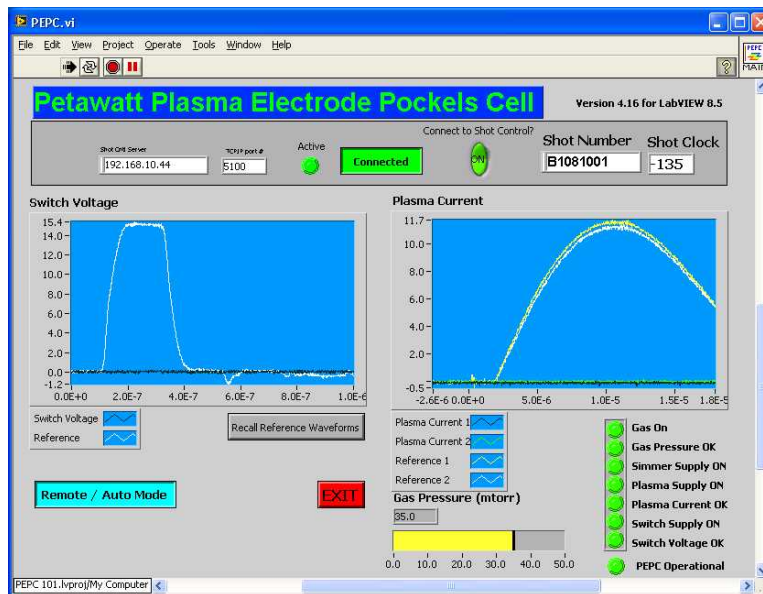 PEPC.vi
File Edit View Project Operate Tools Window Help
PEPC
MAIN
Petawatt Plasma Electrode Pockels Cell
Version 4.16 for LabVIEW 8.5
Connect to Shot Control?
Shot Cntl Server
TCP/IP port #
Active
Shot Number
Shot Clock
192.168.10.44
5100
Connected
ON
B1081001
-135
Switch Voltage
15.4
14.0
12.0
10.0
8.0
6.0
4.0
2.0
0.0
-1.2
0.0E+0 2.0E-7 4.0E-7 6.0E-7 8.0E-7 1.0E-6
Switch Voltage
Reference
Recall Reference Waveforms
Remote / Auto Mode
EXIT
Plasma Current
11.7
10.0
8.0
6.0
4.0
2.0
-0.5
-2.6E-6 0.0E+0 5.0E-6 1.0E-5 1.5E-5 1.8E-5
Plasma Current 1
Plasma Current 2
Reference 1
Reference 2
Gas Pressure (mtorr)
35.0
0.0 10.0 20.0 30.0 40.0 50.0
Gas On
Gas Pressure OK
Simmer Supply ON
Plasma Supply ON
Plasma Current OK
Switch Supply ON
Switch Voltage OK
PEPC Operational
PEPC 101.lvproj/My Computer